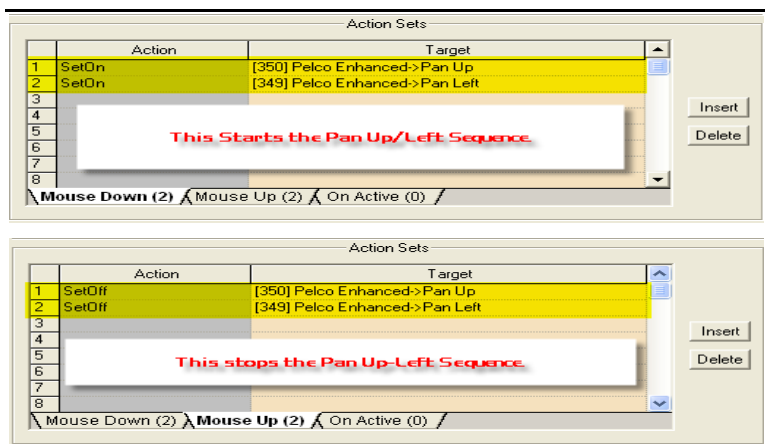 Action Sets
Action Target
1 SetOn [350] Pelco Enhanced->Pan Up
2 SetOn [349] Pelco Enhanced->Pan Left
3
4
5
6
7
8
This Starts the Pan Up/Left Sequence
Insert
Delete
Mouse Down (2) Mouse Up (2) On Active (0)
Action Sets
Action Target
1 SetOff [350] Pelco Enhanced->Pan Up
2 SetOff [349] Pelco Enhanced->Pan Left
3
4
5
6
7
8
This stops the Pan Up-Left Sequence
Insert
Delete
Mouse Down (2) Mouse Up (2) On Active (0)